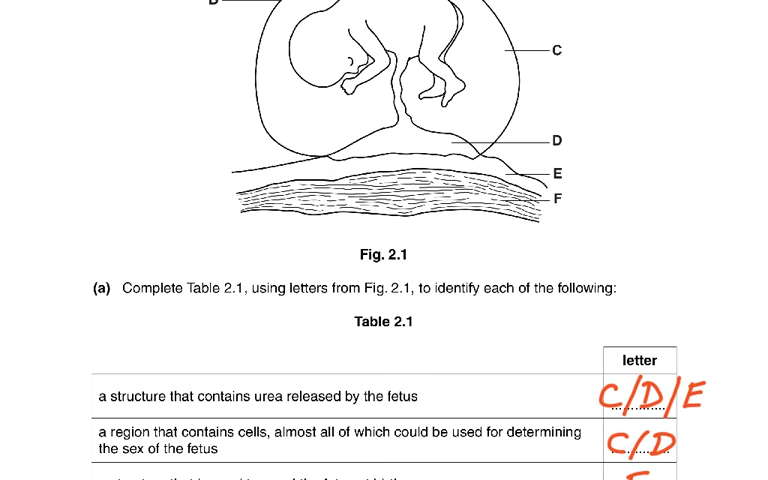 C
D
E
F
Fig. 2.1
(a) Complete Table 2.1, using letters from Fig. 2.1, to identify each of the following:
Table 2.1
letter
a structure that contains urea released by the fetus C/D/E
a region that contains cells, almost all of which could be used for determining
the sex of the fetus C/D